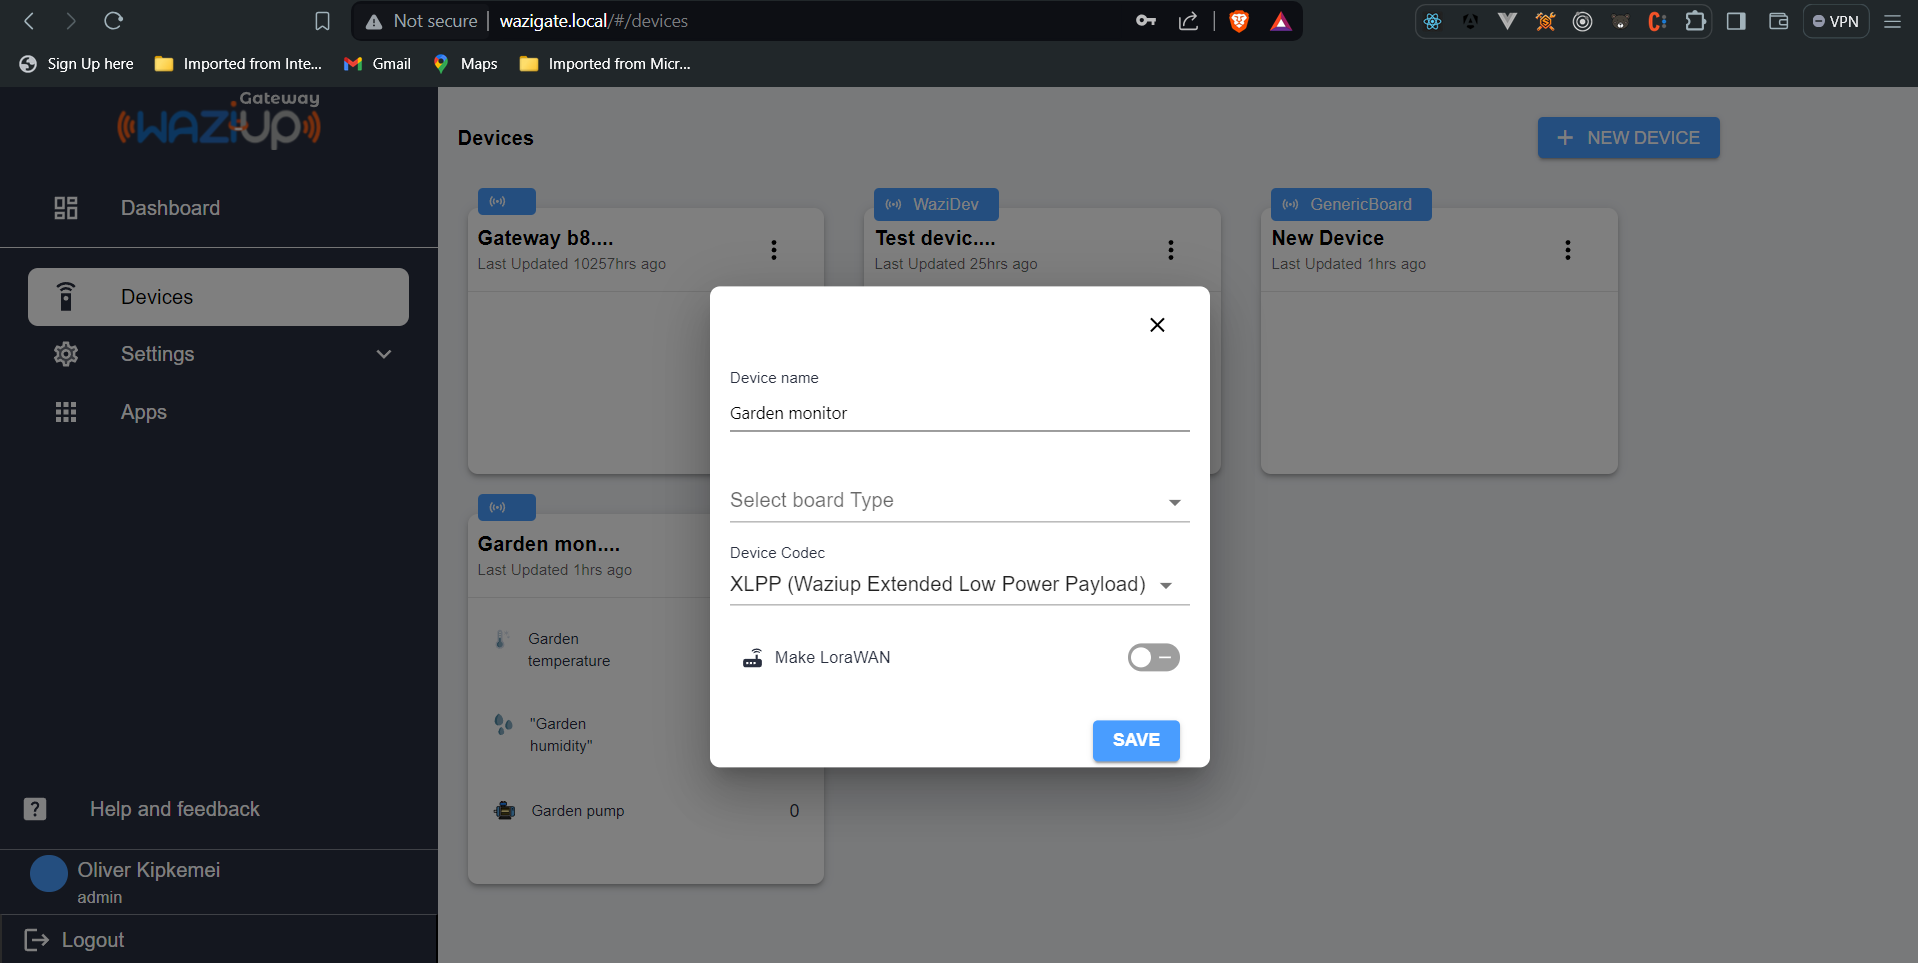 Not secure wazigate.local/#/devices
VPN
Sign Up here Imported from Inte... Gmail Maps Imported from Micr...
Gateway
WAZIUP
Dashboard
Devices
Settings
Apps
Help and feedback
Oliver Kipkemei
admin
Logout
Devices
NEW DEVICE
Gateway b8....
Last Updated 10257hrs ago
WaziDev
Test devic....
Last Updated 25hrs ago
GenericBoard
New Device
Last Updated 1hrs ago
Garden mon....
Last Updated 1hrs ago
Garden
temperature
"Garden
humidity"
Garden pump 0
Device name
Garden monitor
Select board Type
Device Codec
XLPP (Waziup Extended Low Power Payload)
Make LoraWAN
SAVE